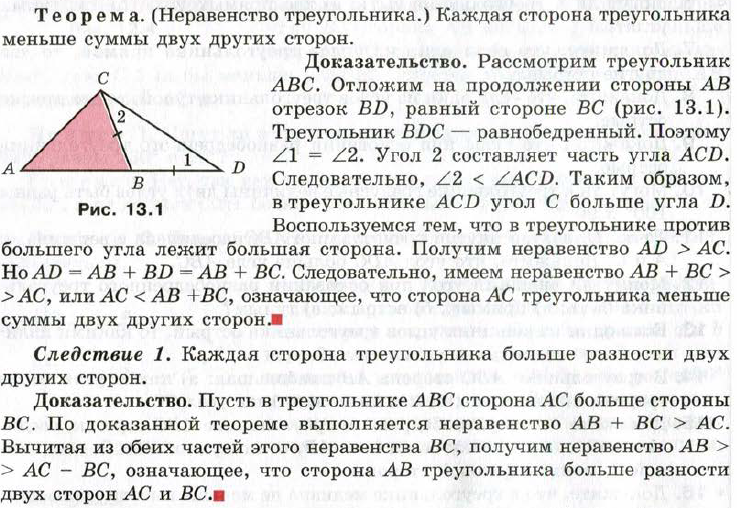 Теорема. (Неравенство треугольника.) Каждая сторона треугольника
меньше суммы двух других сторон.
Доказательство. Рассмотрим треугольник
ABC. Отложим на продолжении стороны AB
отрезок BD, равный стороне BC (рис. 13.1).
Треугольник BDC — равнобедренный. Поэтому
∠1 = ∠2. Угол 2 составляет часть угла ACD.
Следовательно, ∠2 < ∠ACD. Таким образом,
в треугольнике ACD угол C больше угла D.
Воспользуемся тем, что в треугольнике против
C
2
1
A
B
D
Рис. 13.1
большего угла лежит большая сторона. Получим неравенство AD > AC.
Но AD = AB + BD = AB + BC. Следовательно, имеем неравенство AB + BC >
> AC, или AC < AB +BC, означающее, что сторона AC треугольника меньше
суммы двух других сторон.
Следствие 1. Каждая сторона треугольника больше разности двух
других сторон.
Доказательство. Пусть в треугольнике ABC сторона AC больше стороны
BC. По доказанной теореме выполняется неравенство AB + BC > AC.
Вычитая из обеих частей этого неравенства BC, получим неравенство AB >
> AC − BC, означающее, что сторона AB треугольника больше разности
двух сторон AC и BC.